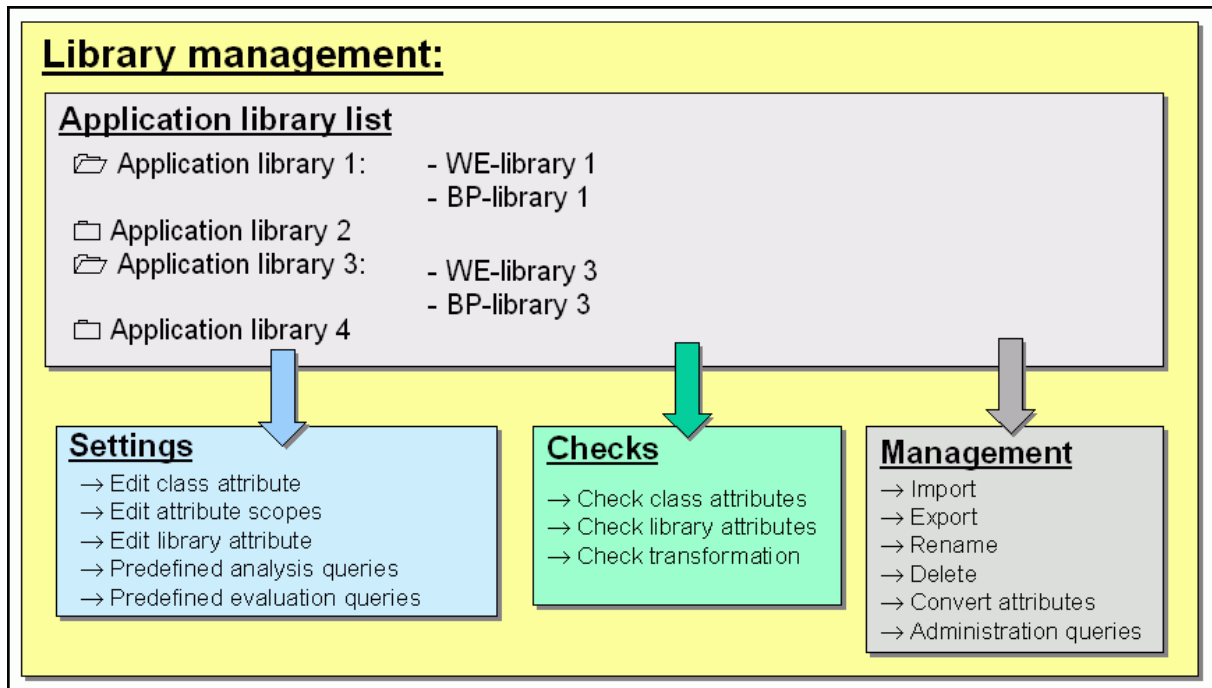 Library management:
Application library list
Application library 1: - WE-library 1
- BP-library 1
Application library 2
Application library 3: - WE-library 3
- BP-library 3
Application library 4
Settings
→ Edit class attribute
→ Edit attribute scopes
→ Edit library attribute
→ Predefined analysis queries
→ Predefined evaluation queries
Checks
→ Check class attributes
→ Check library attributes
→ Check transformation
Management
→ Import
→ Export
→ Rename
→ Delete
→ Convert attributes
→ Administration queries